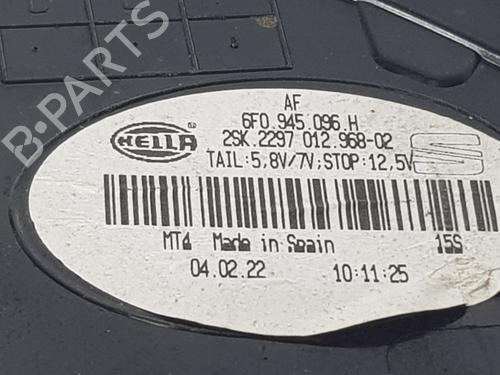 B-PARTS
AF
6F0.945.096.H
HELLA
2SK.2297 012.968-02
TAIL:5,8V/7V;STOP:12,5V
MT4 Made in Spain 15S
04.02.22 10:11:25